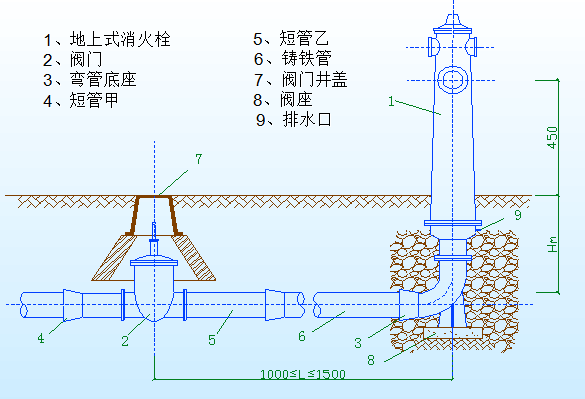 1、地上式消火栓
2、阀门
3、弯管底座
4、短管甲
5、短管乙
6、铸铁管
7、阀门井盖
8、阀座
9、排水口
1
450
7
9
Hm
4
2
5
6
3
8
1000≤L≤1500